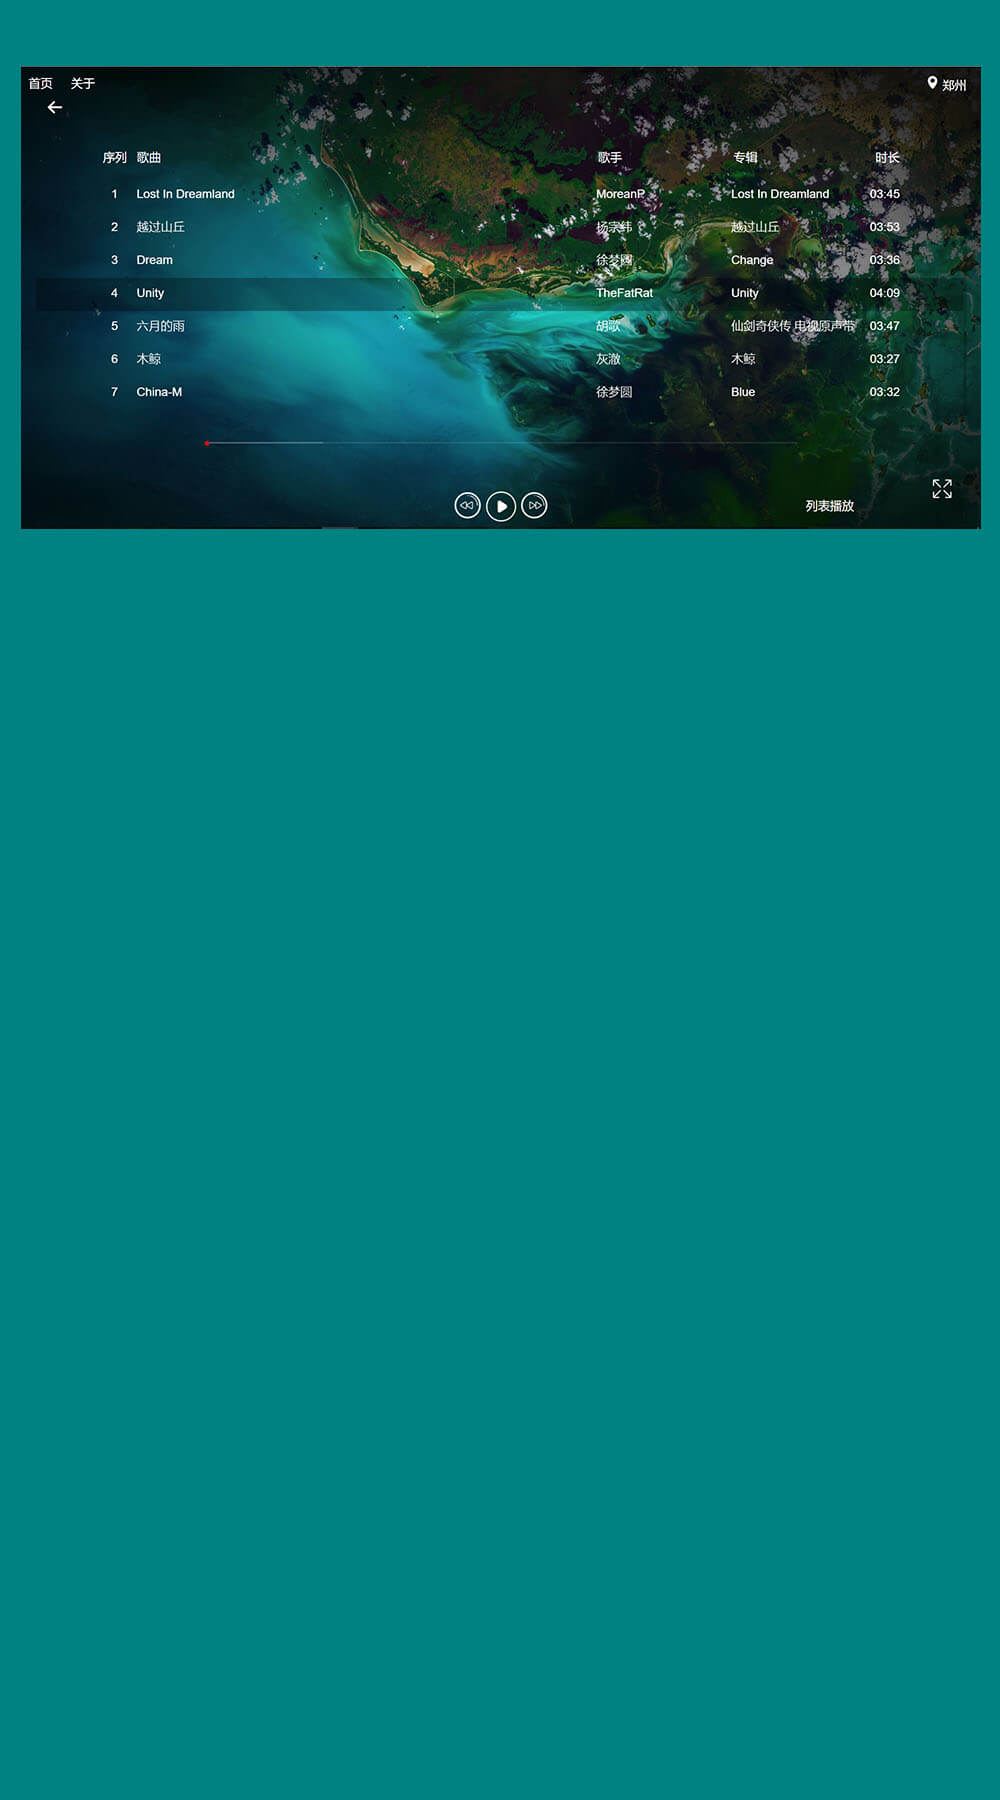 首页 关于 郑州
序列 歌曲 歌手 专辑 时长
1 Lost In Dreamland MoreanP Lost In Dreamland 03:45
2 越过山丘 杨宗纬 越过山丘 03:53
3 Dream 徐梦圆 Change 03:36
4 Unity TheFatRat Unity 04:09
5 六月的雨 胡歌 仙剑奇侠传 电视原声带 03:47
6 木鲸 灰澈 木鲸 03:27
7 China-M 徐梦圆 Blue 03:32
列表播放